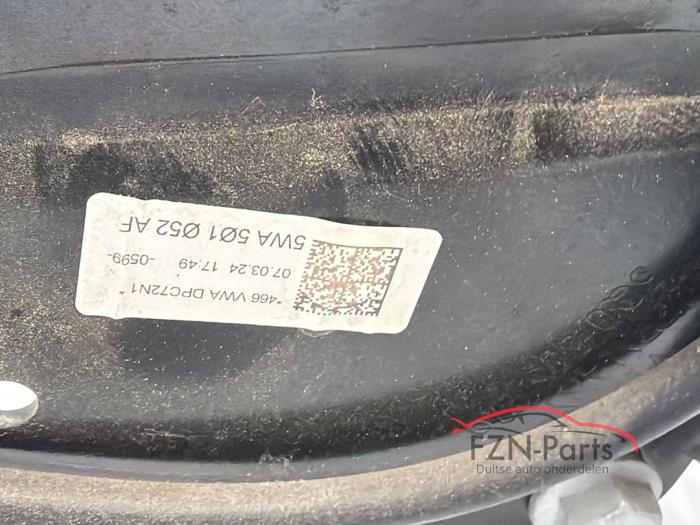 5WA 5Ø1 Ø52 AF
07.03.24 17:49 -0599-
*466 VWA DPC72N1*
FZN-Parts
Duitse auto onderdelen